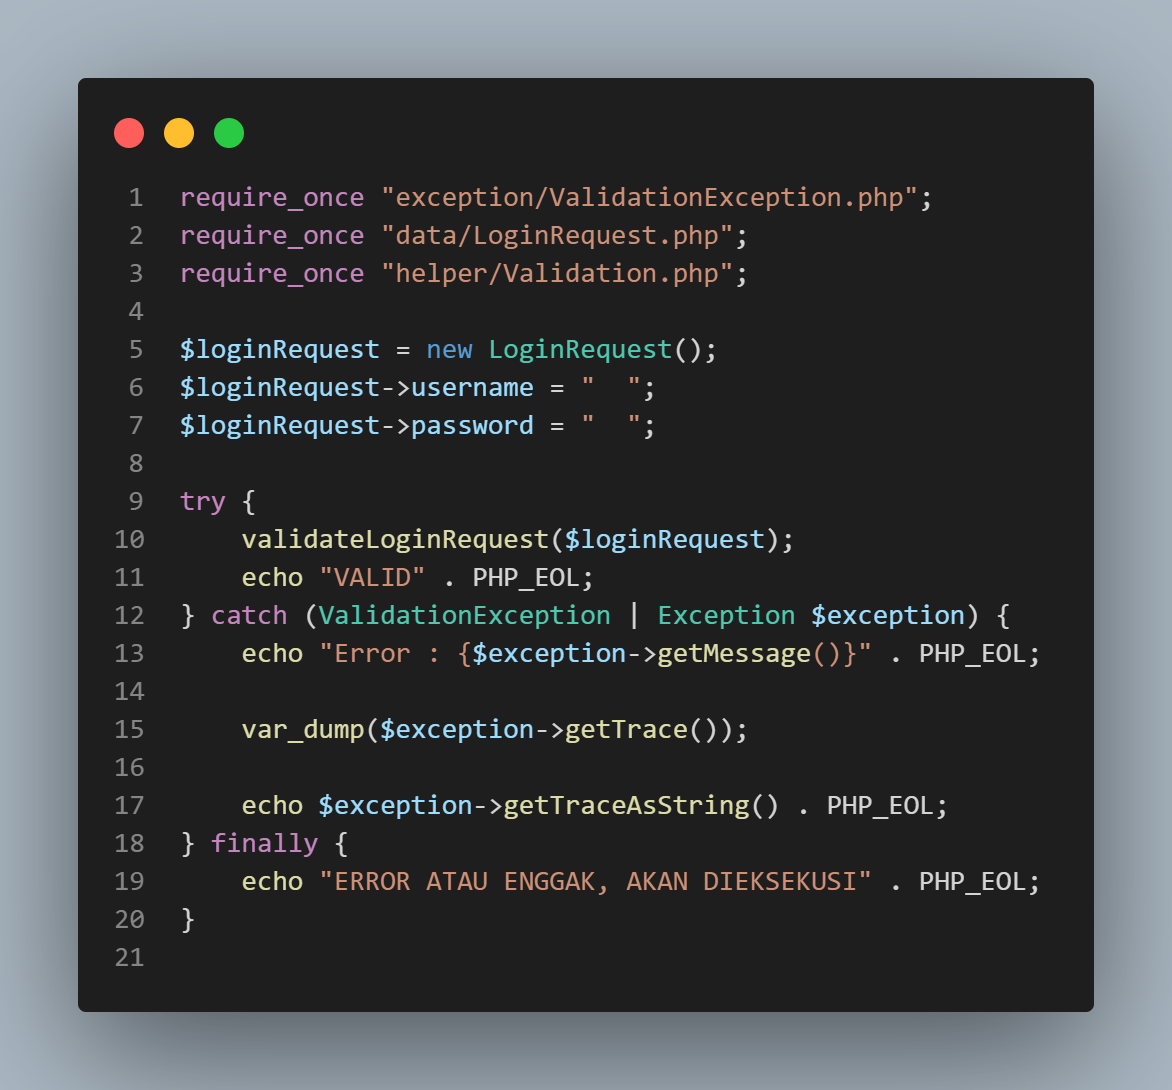 1 require_once "exception/ValidationException.php";
2 require_once "data/LoginRequest.php";
3 require_once "helper/Validation.php";
4
5 $loginRequest = new LoginRequest();
6 $loginRequest->username = "  ";
7 $loginRequest->password = "  ";
8
9 try {
10     validateLoginRequest($loginRequest);
11     echo "VALID" . PHP_EOL;
12 } catch (ValidationException | Exception $exception) {
13     echo "Error : {$exception->getMessage()}" . PHP_EOL;
14
15     var_dump($exception->getTrace());
16
17     echo $exception->getTraceAsString() . PHP_EOL;
18 } finally {
19     echo "ERROR ATAU ENGGAK, AKAN DIEKSEKUSI" . PHP_EOL;
20 }
21